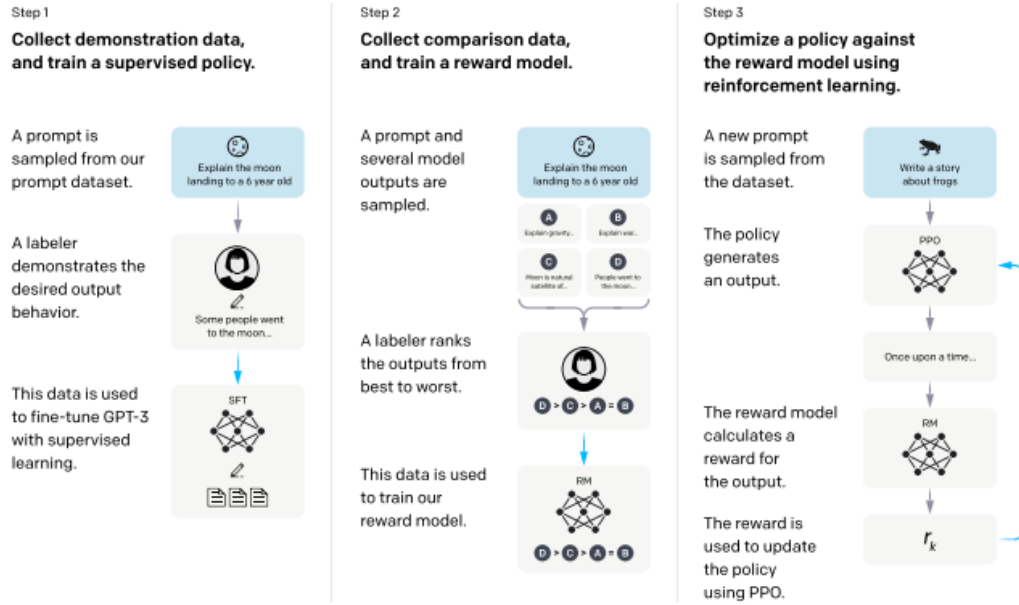 Step 1
Collect demonstration data,
and train a supervised policy.
A prompt is
sampled from our
prompt dataset.
Explain the moon
landing to a 6 year old
A labeler
demonstrates the
desired output
behavior.
Some people went
to the moon...
This data is used
to fine-tune GPT-3
with supervised
learning.
SFT
Step 2
Collect comparison data,
and train a reward model.
A prompt and
several model
outputs are
sampled.
Explain the moon
landing to a 6 year old
A
Explain gravity...
B
Explain war...
C
Moon is natural
satellite of...
D
People went to
the moon...
A labeler ranks
the outputs from
best to worst.
D > C > A = B
This data is used
to train our
reward model.
RM
D > C > A = B
Step 3
Optimize a policy against
the reward model using
reinforcement learning.
A new prompt
is sampled from
the dataset.
Write a story
about frogs
The policy
generates
an output.
PPO
Once upon a time...
The reward model
calculates a
reward for
the output.
RM
The reward is
used to update
the policy
using PPO.
rₖ